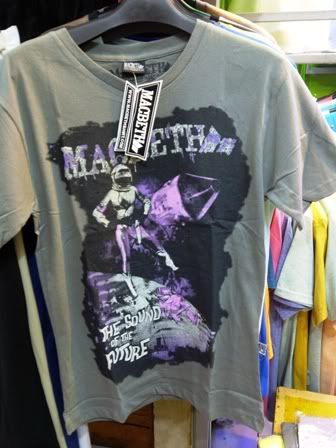 MACBETH
MACBETH
THE SOUND
OF THE
FUTURE